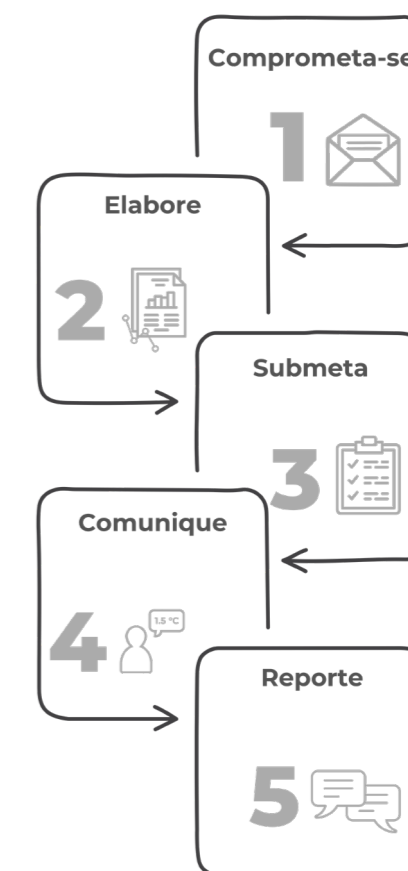 Comprometa-se
1
Elabore
2
Submeta
3
Comunique
1.5 °C
4
Reporte
5